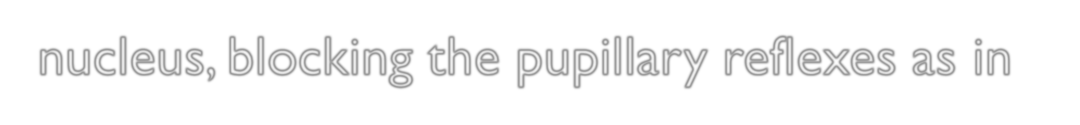 nucleus, blocking the pupillary reflexes as in